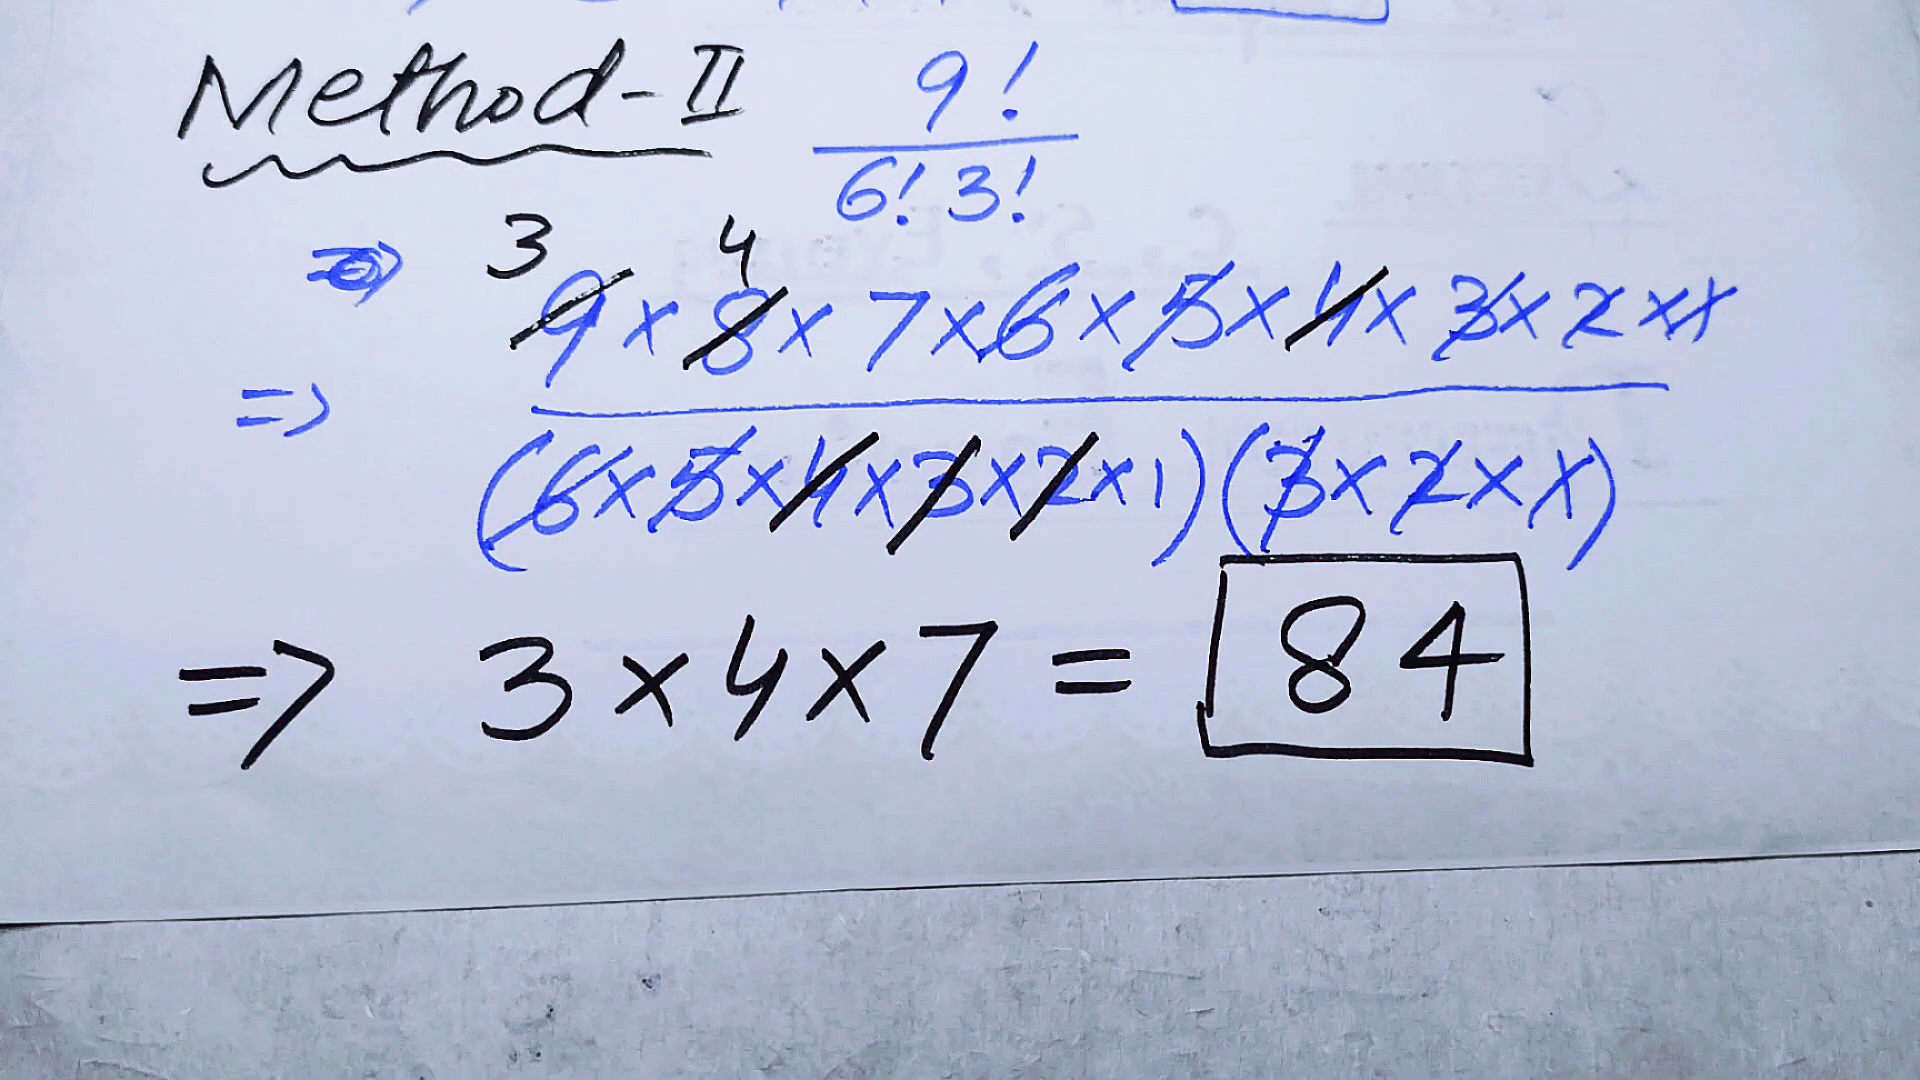 Method-II 9!
6! 3!
3 4
⇒ 9 × 8 × 7 × 6 × 5 × 4 × 3 × 2 × 1
⇒ (6 × 5 × 4 × 3 × 2 × 1) (3 × 2 × 1)
⇒ 3 × 4 × 7 = 84